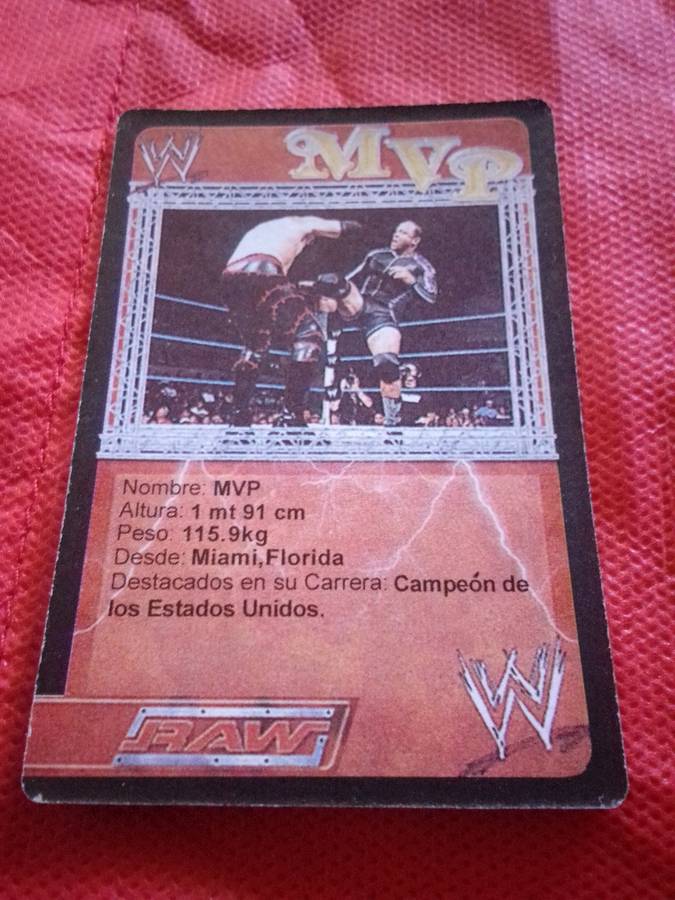 W
MVP
Nombre: MVP
Altura: 1 mt 91 cm
Peso: 115.9kg
Desde: Miami,Florida
Destacados en su Carrera: Campeón de
los Estados Unidos.
RAW
W